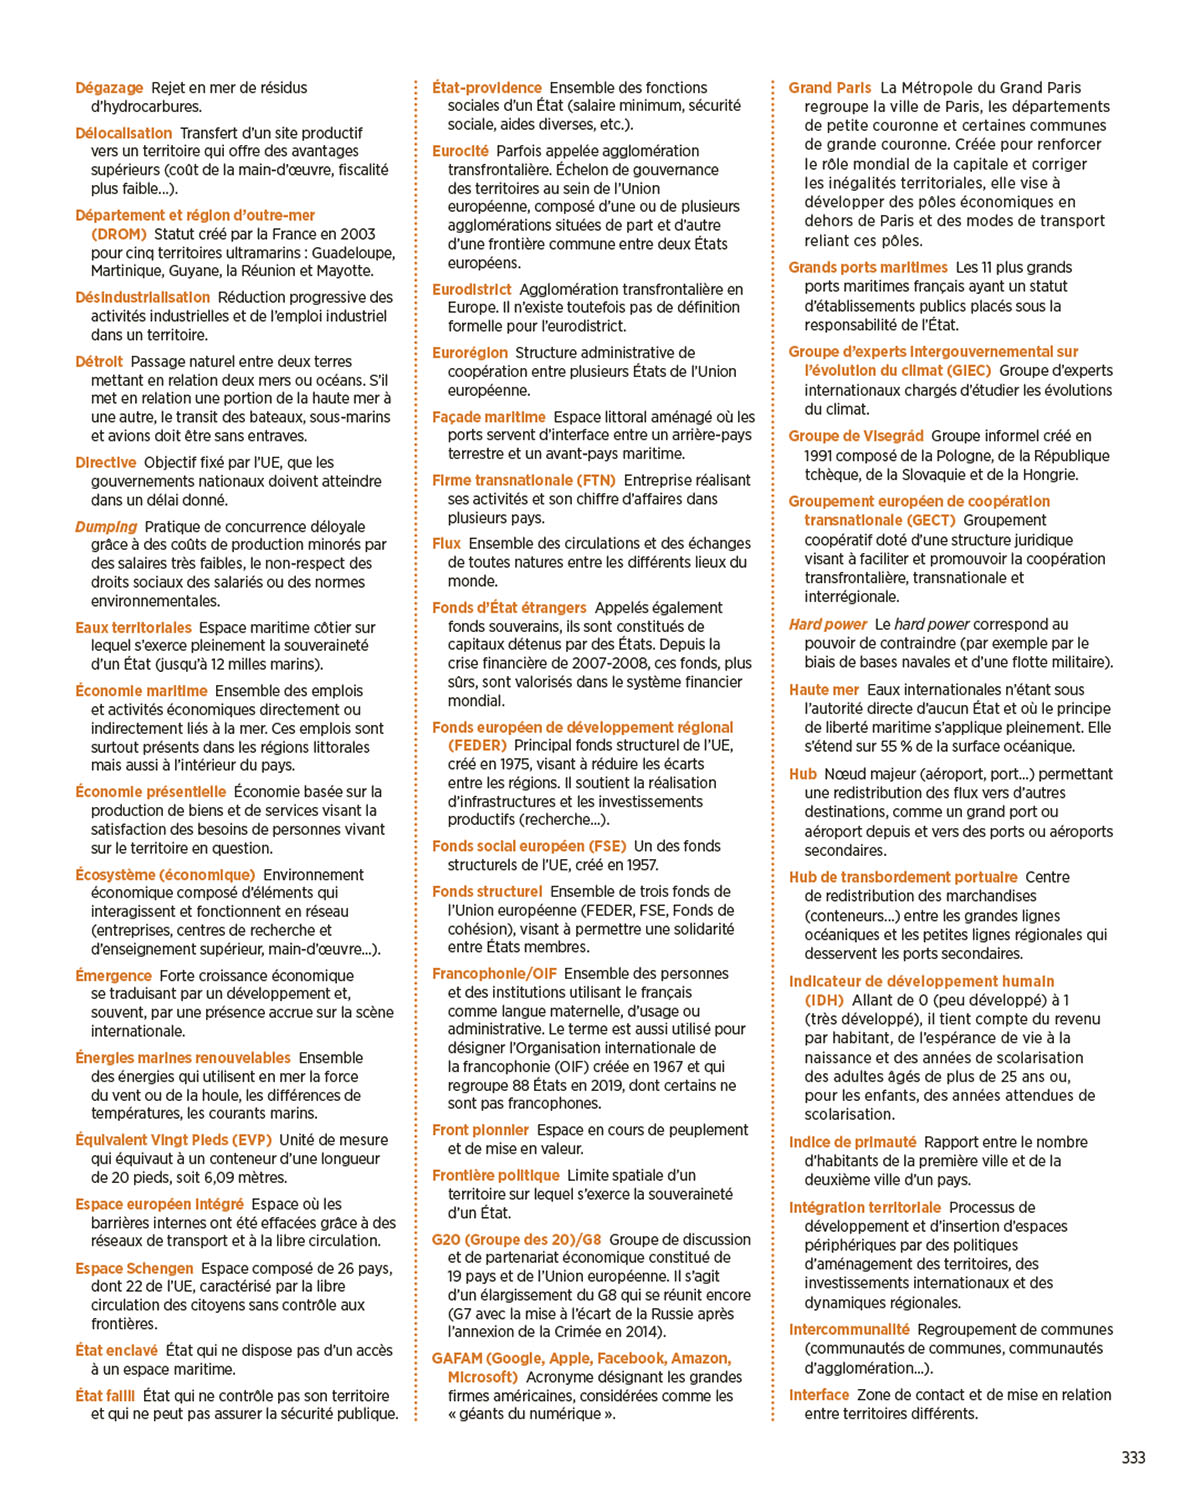 Dégazage Rejet en mer de résidus
d’hydrocarbures.
Délocalisation Transfert d’un site productif
vers un territoire qui offre des avantages
supérieurs (coût de la main-d’œuvre, fiscalité
plus faible…).
Département et région d’outre-mer
(DROM) Statut créé par la France en 2003
pour cinq territoires ultramarins : Guadeloupe,
Martinique, Guyane, la Réunion et Mayotte.
Désindustrialisation Réduction progressive des
activités industrielles et de l’emploi industriel
dans un territoire.
Détroit Passage naturel entre deux terres
mettant en relation deux mers ou océans. S’il
met en relation une portion de la haute mer à
une autre, le transit des bateaux, sous-marins
et avions doit être sans entraves.
Directive Objectif fixé par l’UE, que les
gouvernements nationaux doivent atteindre
dans un délai donné.
Dumping Pratique de concurrence déloyale
grâce à des coûts de production minorés par
des salaires très faibles, le non-respect des
droits sociaux des salariés ou des normes
environnementales.
Eaux territoriales Espace maritime côtier sur
lequel s’exerce pleinement la souveraineté
d’un État (jusqu’à 12 milles marins).
Économie maritime Ensemble des emplois
et activités économiques directement ou
indirectement liés à la mer. Ces emplois sont
surtout présents dans les régions littorales
mais aussi à l’intérieur du pays.
Économie présentielle Économie basée sur la
production de biens et de services visant la
satisfaction des besoins de personnes vivant
sur le territoire en question.
Écosystème (économique) Environnement
économique composé d’éléments qui
interagissent et fonctionnent en réseau
(entreprises, centres de recherche et
d’enseignement supérieur, main-d’œuvre…).
Émergence Forte croissance économique
se traduisant par un développement et,
souvent, par une présence accrue sur la scène
internationale.
Énergies marines renouvelables Ensemble
des énergies qui utilisent en mer la force
du vent ou de la houle, les différences de
températures, les courants marins.
Équivalent Vingt Pieds (EVP) Unité de mesure
qui équivaut à un conteneur d’une longueur
de 20 pieds, soit 6,09 mètres.
Espace européen intégré Espace où les
barrières internes ont été effacées grâce à des
réseaux de transport et à la libre circulation.
Espace Schengen Espace composé de 26 pays,
dont 22 de l’UE, caractérisé par la libre
circulation des citoyens sans contrôle aux
frontières.
État enclavé État qui ne dispose pas d’un accès
à un espace maritime.
État failli État qui ne contrôle pas son territoire
et qui ne peut pas assurer la sécurité publique.
État-providence Ensemble des fonctions
sociales d’un État (salaire minimum, sécurité
sociale, aides diverses, etc.).
Eurocité Parfois appelée agglomération
transfrontalière. Échelon de gouvernance
des territoires au sein de l’Union
européenne, composé d’une ou de plusieurs
agglomérations situées de part et d’autre
d’une frontière commune entre deux États
européens.
Eurodistrict Agglomération transfrontalière en
Europe. Il n’existe toutefois pas de définition
formelle pour l’eurodistrict.
Eurorégion Structure administrative de
coopération entre plusieurs États de l’Union
européenne.
Façade maritime Espace littoral aménagé où les
ports servent d’interface entre un arrière-pays
terrestre et un avant-pays maritime.
Firme transnationale (FTN) Entreprise réalisant
ses activités et son chiffre d’affaires dans
plusieurs pays.
Flux Ensemble des circulations et des échanges
de toutes natures entre les différents lieux du
monde.
Fonds d’État étrangers Appelés également
fonds souverains, ils sont constitués de
capitaux détenus par des États. Depuis la
crise financière de 2007-2008, ces fonds, plus
sûrs, sont valorisés dans le système financier
mondial.
Fonds européen de développement régional
(FEDER) Principal fonds structurel de l’UE,
créé en 1975, visant à réduire les écarts
entre les régions. Il soutient la réalisation
d’infrastructures et les investissements
productifs (recherche…).
Fonds social européen (FSE) Un des fonds
structurels de l’UE, créé en 1957.
Fonds structurel Ensemble de trois fonds de
l’Union européenne (FEDER, FSE, Fonds de
cohésion), visant à permettre une solidarité
entre États membres.
Francophonie/OIF Ensemble des personnes
et des institutions utilisant le français
comme langue maternelle, d’usage ou
administrative. Le terme est aussi utilisé pour
désigner l’Organisation internationale de
la francophonie (OIF) créée en 1967 et qui
regroupe 88 États en 2019, dont certains ne
sont pas francophones.
Front pionnier Espace en cours de peuplement
et de mise en valeur.
Frontière politique Limite spatiale d’un
territoire sur lequel s’exerce la souveraineté
d’un État.
G20 (Groupe des 20)/G8 Groupe de discussion
et de partenariat économique constitué de
19 pays et de l’Union européenne. Il s’agit
d’un élargissement du G8 qui se réunit encore
(G7 avec la mise à l’écart de la Russie après
l’annexion de la Crimée en 2014).
GAFAM (Google, Apple, Facebook, Amazon,
Microsoft) Acronyme désignant les grandes
firmes américaines, considérées comme les
« géants du numérique ».
Grand Paris La Métropole du Grand Paris
regroupe la ville de Paris, les départements
de petite couronne et certaines communes
de grande couronne. Créée pour renforcer
le rôle mondial de la capitale et corriger
les inégalités territoriales, elle vise à
développer des pôles économiques en
dehors de Paris et des modes de transport
reliant ces pôles.
Grands ports maritimes Les 11 plus grands
ports maritimes français ayant un statut
d’établissements publics placés sous la
responsabilité de l’État.
Groupe d’experts intergouvernemental sur
l’évolution du climat (GIEC) Groupe d’experts
internationaux chargés d’étudier les évolutions
du climat.
Groupe de Visegrád Groupe informel créé en
1991 composé de la Pologne, de la République
tchèque, de la Slovaquie et de la Hongrie.
Groupement européen de coopération
transnationale (GECT) Groupement
coopératif doté d’une structure juridique
visant à faciliter et promouvoir la coopération
transfrontalière, transnationale et
interrégionale.
Hard power Le hard power correspond au
pouvoir de contraindre (par exemple par le
biais de bases navales et d’une flotte militaire).
Haute mer Eaux internationales n’étant sous
l’autorité directe d’aucun État et où le principe
de liberté maritime s’applique pleinement. Elle
s’étend sur 55 % de la surface océanique.
Hub Nœud majeur (aéroport, port…) permettant
une redistribution des flux vers d’autres
destinations, comme un grand port ou
aéroport depuis et vers des ports ou aéroports
secondaires.
Hub de transbordement portuaire Centre
de redistribution des marchandises
(conteneurs…) entre les grandes lignes
océaniques et les petites lignes régionales qui
desservent les ports secondaires.
Indicateur de développement humain
(IDH) Allant de 0 (peu développé) à 1
(très développé), il tient compte du revenu
par habitant, de l’espérance de vie à la
naissance et des années de scolarisation
des adultes âgés de plus de 25 ans ou,
pour les enfants, des années attendues de
scolarisation.
Indice de primauté Rapport entre le nombre
d’habitants de la première ville et de la
deuxième ville d’un pays.
Intégration territoriale Processus de
développement et d’insertion d’espaces
périphériques par des politiques
d’aménagement des territoires, des
investissements internationaux et des
dynamiques régionales.
Intercommunalité Regroupement de communes
(communautés de communes, communautés
d’agglomération…).
Interface Zone de contact et de mise en relation
entre territoires différents.
333